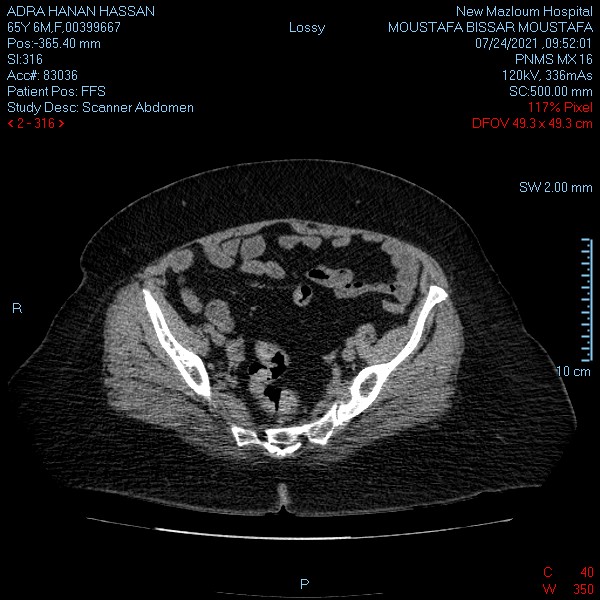 ADRA HANAN HASSAN
65Y 6M,F,00399667
Pos:-365.40 mm
SI:316
Acc#: 83036
Patient Pos: FFS
Study Desc: Scanner Abdomen
< 2 - 316 >
Lossy
New Mazloum Hospital
MOUSTAFA BISSAR MOUSTAFA
07/24/2021 ,09:52:01
PNMS MX 16
120kV, 336mAs
SC:500.00 mm
117% Pixel
DFOV 49.3 x 49.3 cm
SW 2.00 mm
R
10 cm
P
C 40
W 350